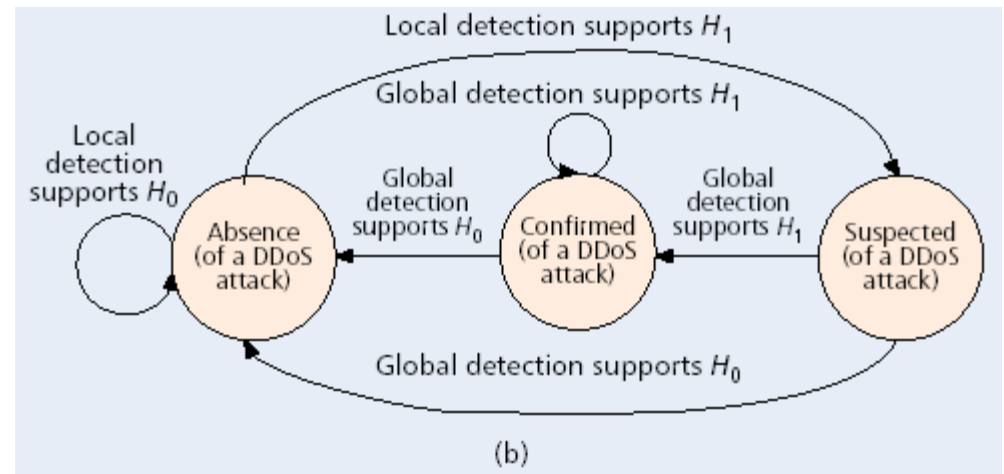 Local detection supports H1
Global detection supports H1
Local
detection
supports H0
Global
detection
supports H0
Global
detection
supports H1
Absence
(of a DDoS
attack)
Confirmed
(of a DDoS
attack)
Suspected
(of a DDoS
attack)
Global detection supports H0
(b)